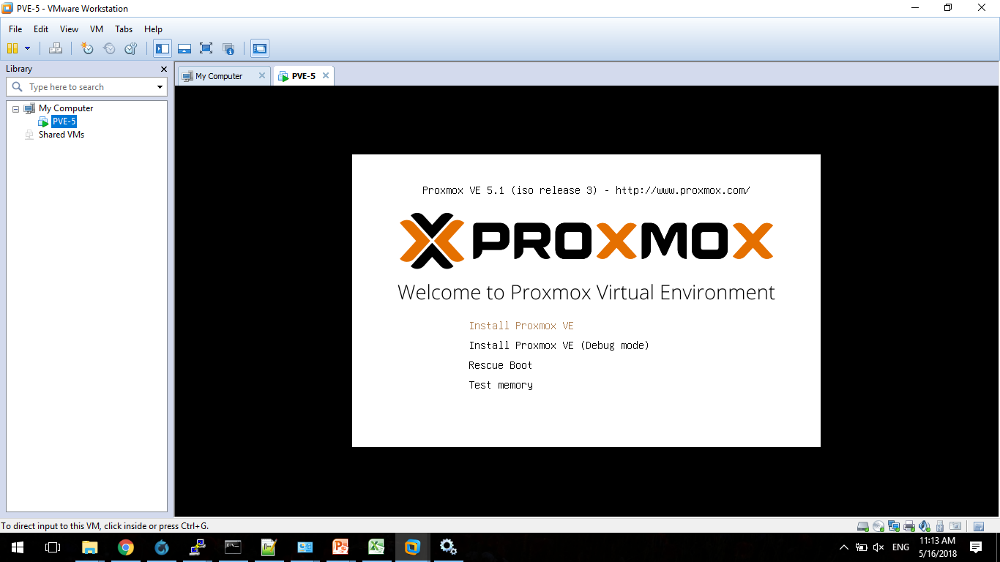 PVE-5 - VMware Workstation
File Edit View VM Tabs Help
Library
Type here to search
My Computer
PVE-5
Shared VMs
My Computer
PVE-5
Proxmox VE 5.1 (iso release 3) - http://www.proxmox.com/
PROXMOX
Welcome to Proxmox Virtual Environment
Install Proxmox VE
Install Proxmox VE (Debug mode)
Rescue Boot
Test memory
To direct input to this VM, click inside or press Ctrl+G.
ENG
11:13 AM
5/16/2018